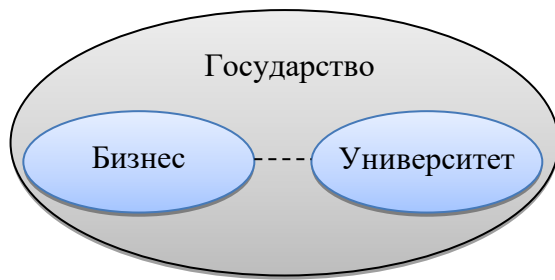 Государство
Бизнес
Университет